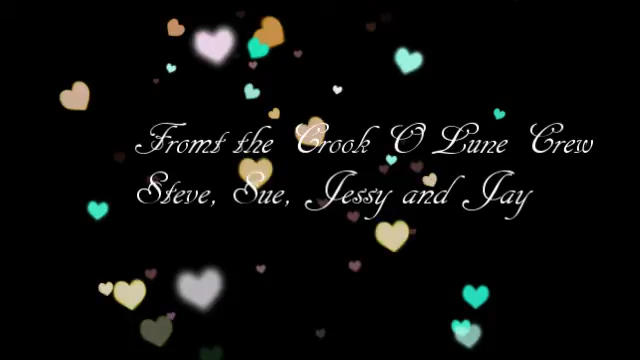 Fromt the Crook O Lune Crew
Steve, Sue, Jessy and Jay